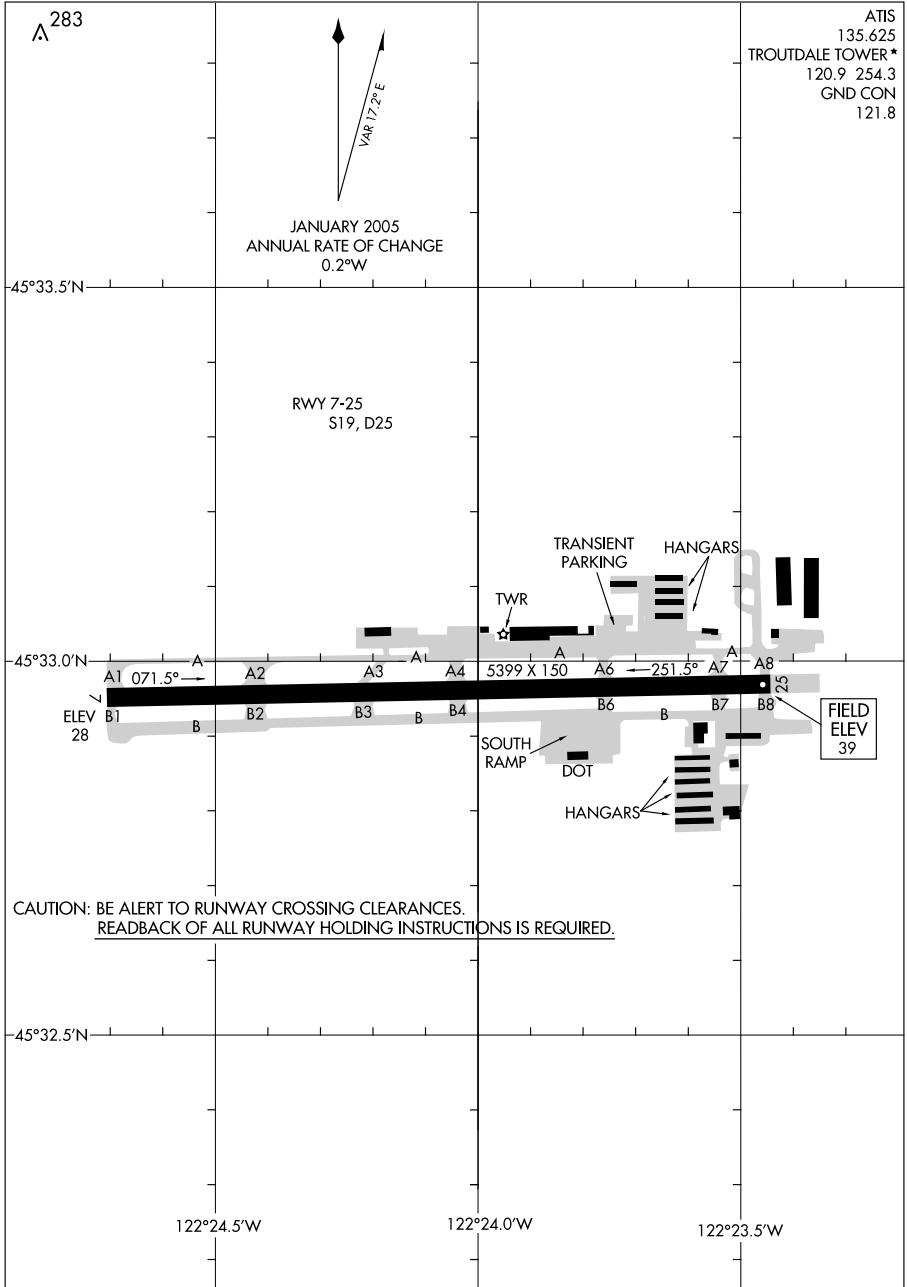 283
ATIS
135.625
TROUTDALE TOWER★
120.9 254.3
GND CON
121.8
VAR 17.2° E
JANUARY 2005
ANNUAL RATE OF CHANGE
0.2°W
45°33.5'N
RWY 7-25
S19, D25
TRANSIENT
PARKING
HANGARS
TWR
45°33.0'N
A
A
A
A
A1
071.5°
A2
A3
A4
5399 X 150
A6
251.5°
A7
A8
7
25
ELEV
28
B1
B
B2
B3
B
B4
B6
B
B7
B8
FIELD
ELEV
39
SOUTH
RAMP
DOT
HANGARS
CAUTION: BE ALERT TO RUNWAY CROSSING CLEARANCES.
READBACK OF ALL RUNWAY HOLDING INSTRUCTIONS IS REQUIRED.
45°32.5'N
122°24.5'W
122°24.0'W
122°23.5'W